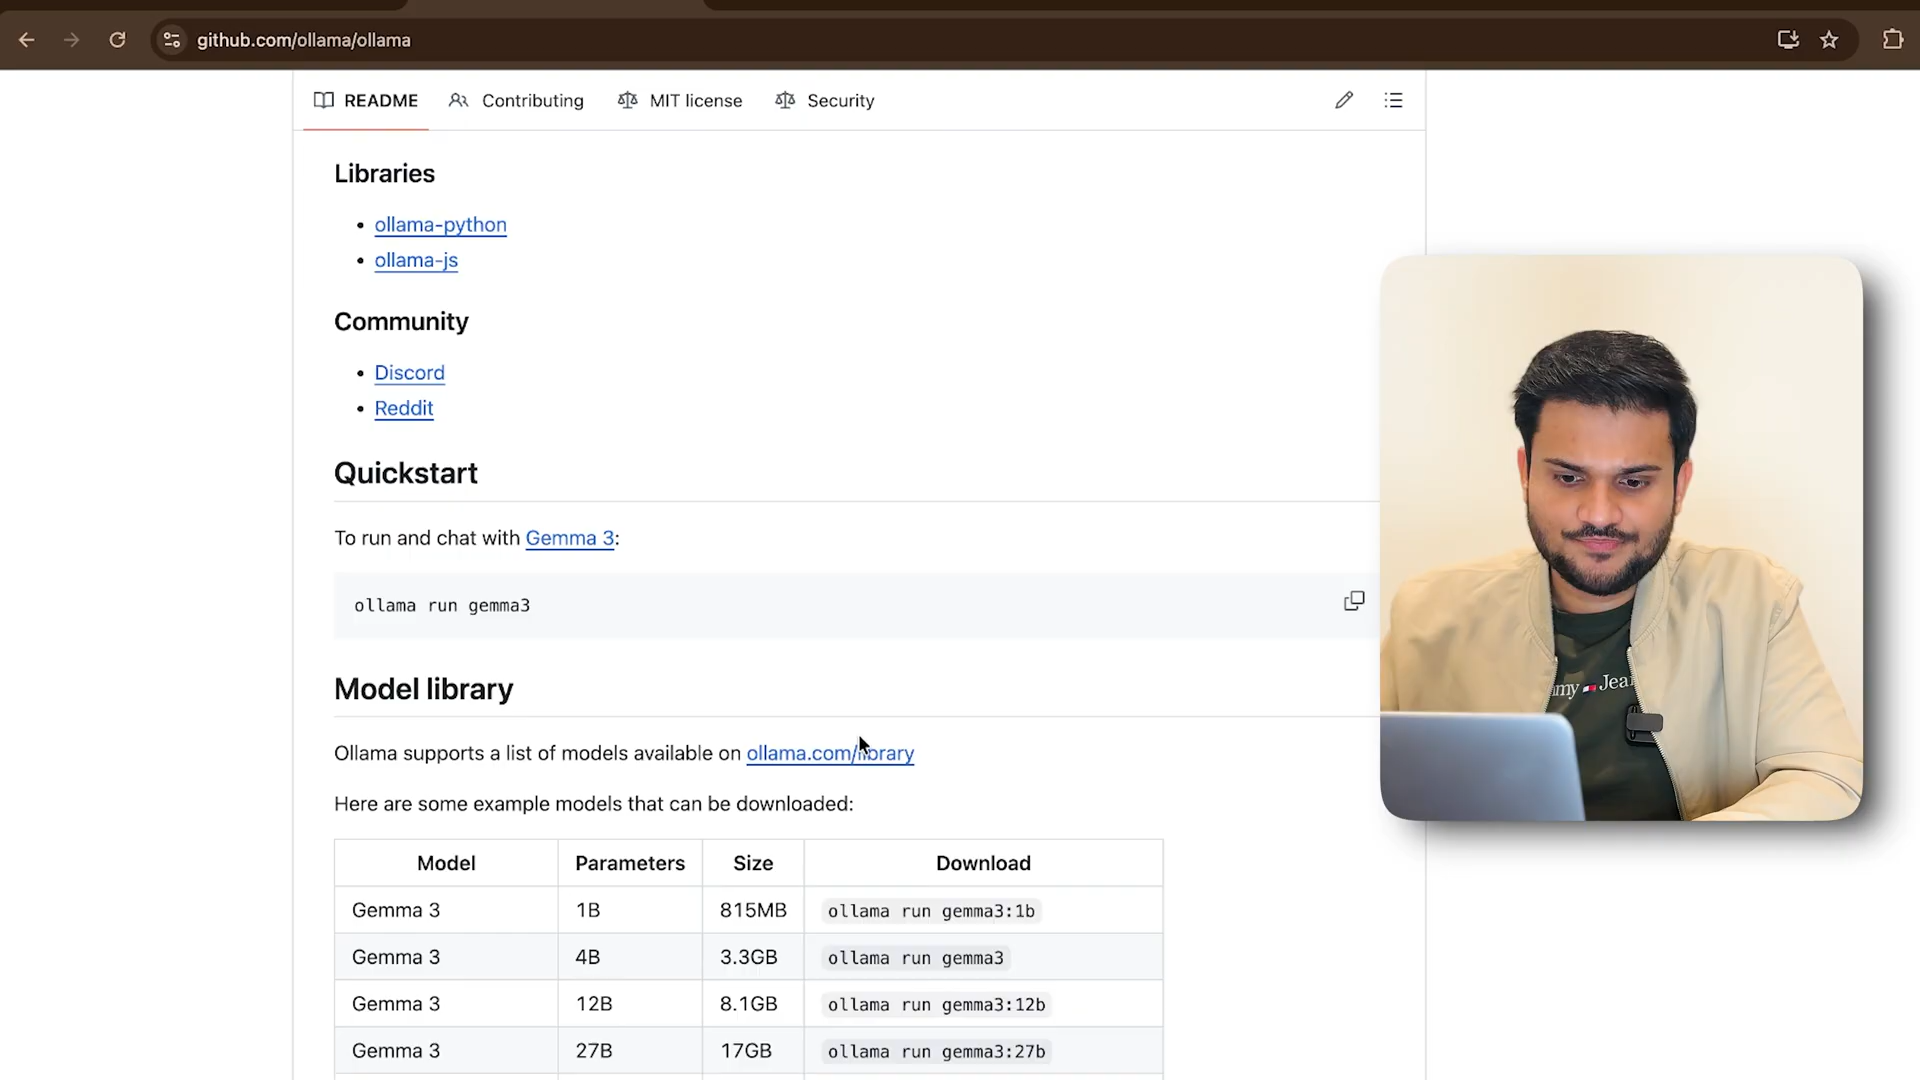 github.com/ollama/ollama
README Contributing MIT license Security
Libraries
ollama-python
ollama-js
Community
Discord
Reddit
Quickstart
To run and chat with Gemma 3:
ollama run gemma3
Model library
Ollama supports a list of models available on ollama.com/library
Here are some example models that can be downloaded:
Model Parameters Size Download
Gemma 3 1B 815MB ollama run gemma3:1b
Gemma 3 4B 3.3GB ollama run gemma3
Gemma 3 12B 8.1GB ollama run gemma3:12b
Gemma 3 27B 17GB ollama run gemma3:27b